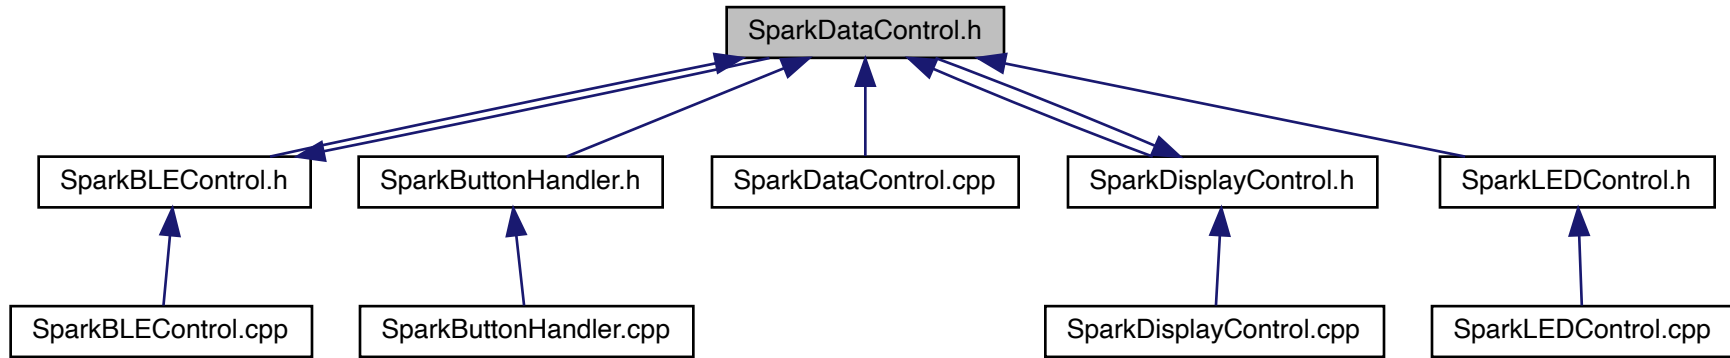 SparkDataControl.h
SparkBLEControl.h
SparkButtonHandler.h
SparkDataControl.cpp
SparkDisplayControl.h
SparkLEDControl.h
SparkBLEControl.cpp
SparkButtonHandler.cpp
SparkDisplayControl.cpp
SparkLEDControl.cpp